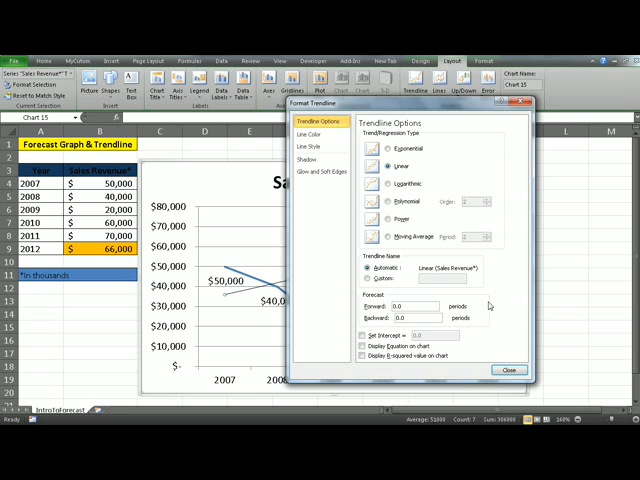 File Home MyCutom Insert Page Layout Formulas Data Review View Developer Add-Ins New Tab Design Layout Format
Series "Sales Revenue*" T
Format Selection
Reset to Match Style
Current Selection
Picture Shapes Text Box
Insert
Chart Title Axis Titles Legend Data Labels Data Table
Labels
Axes Gridlines
Axes
Plot
Trendline Lines Up/Down Error
Chart Name:
Chart 15
Chart 15
fx
A B C D E F K L M
1 Forecast Graph & Trendline
2
3 Year Sales Revenue*
4 2007 $ 50,000
5 2008 $ 40,000
6 2009 $ 20,000
7 2010 $ 60,000
8 2011 $ 70,000
9 2012 $ 66,000
10
11 *In thousands
12
13
14
15
16
17
18
19
20
21
Sa
$80,000
$70,000
$60,000
$50,000
$40,000
$30,000
$20,000
$10,000
$-
$50,000
$40,0
2007 2008
Format Trendline
Trendline Options
Line Color
Line Style
Shadow
Glow and Soft Edges
Trendline Options
Trend/Regression Type
Exponential
Linear
Logarithmic
Polynomial Order: 2
Power
Moving Average Period: 2
Trendline Name
Automatic : Linear (Sales Revenue*)
Custom:
Forecast
Forward: 0.0 periods
Backward: 0.0 periods
Set Intercept = 0.0
Display Equation on chart
Display R-squared value on chart
Close
IntroToForecast
Ready Average: 51000 Count: 7 Sum: 306000 160%